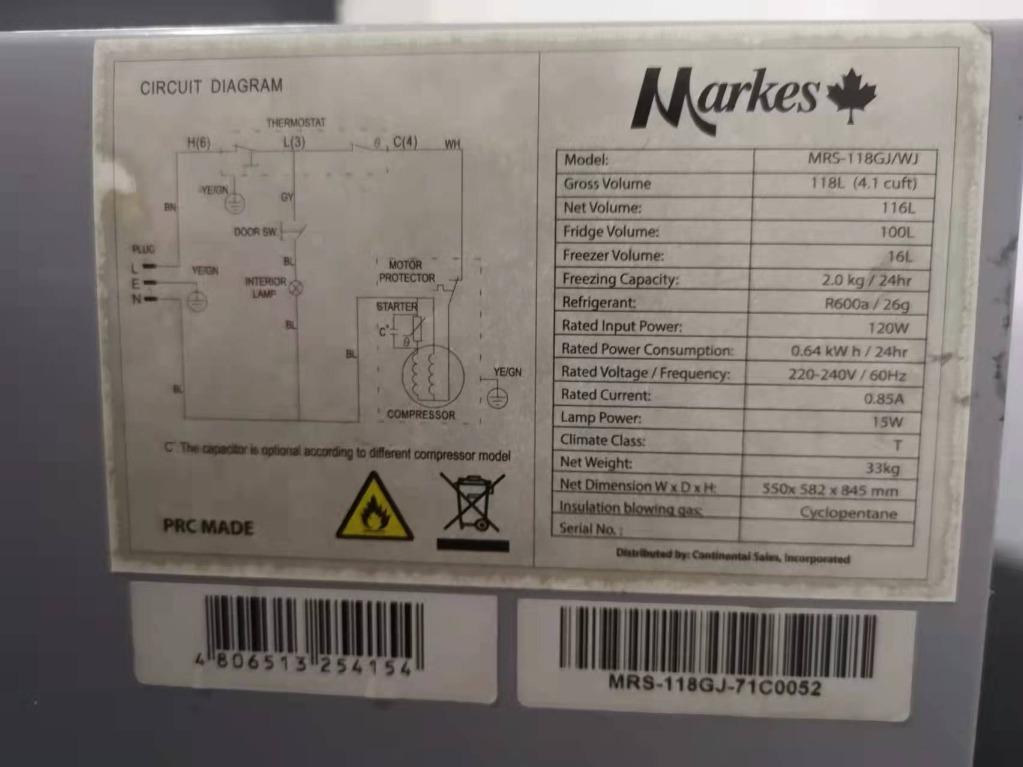 CIRCUIT DIAGRAM
THERMOSTAT
H(6) L(3) θ C(4) WH
YE/GN
BN
GY
DOOR SW.
PLUG
L
E
N
YE/GN
BL
INTERIOR
LAMP
BL
MOTOR
PROTECTOR
STARTER
"C"
θ
BL
YE/GN
BL
COMPRESSOR
C" The capacitor is optional according to different compressor model
PRC MADE
Markes
Model: MRS-118GJ/WJ
Gross Volume 118L (4.1 cuft)
Net Volume: 116L
Fridge Volume: 100L
Freezer Volume: 16L
Freezing Capacity: 2.0 kg / 24hr
Refrigerant: R600a / 26g
Rated Input Power: 120W
Rated Power Consumption: 0.64 kW h / 24hr
Rated Voltage / Frequency: 220-240V / 60Hz
Rated Current: 0.85A
Lamp Power: 15W
Climate Class: T
Net Weight: 33kg
Net Dimension W x D x H: 550x 582 x 845 mm
Insulation blowing gas: Cyclopentane
Serial No. :
Distributed by: Continental Sales, Incorporated
4 806513 254154
MRS-118GJ-71C0052